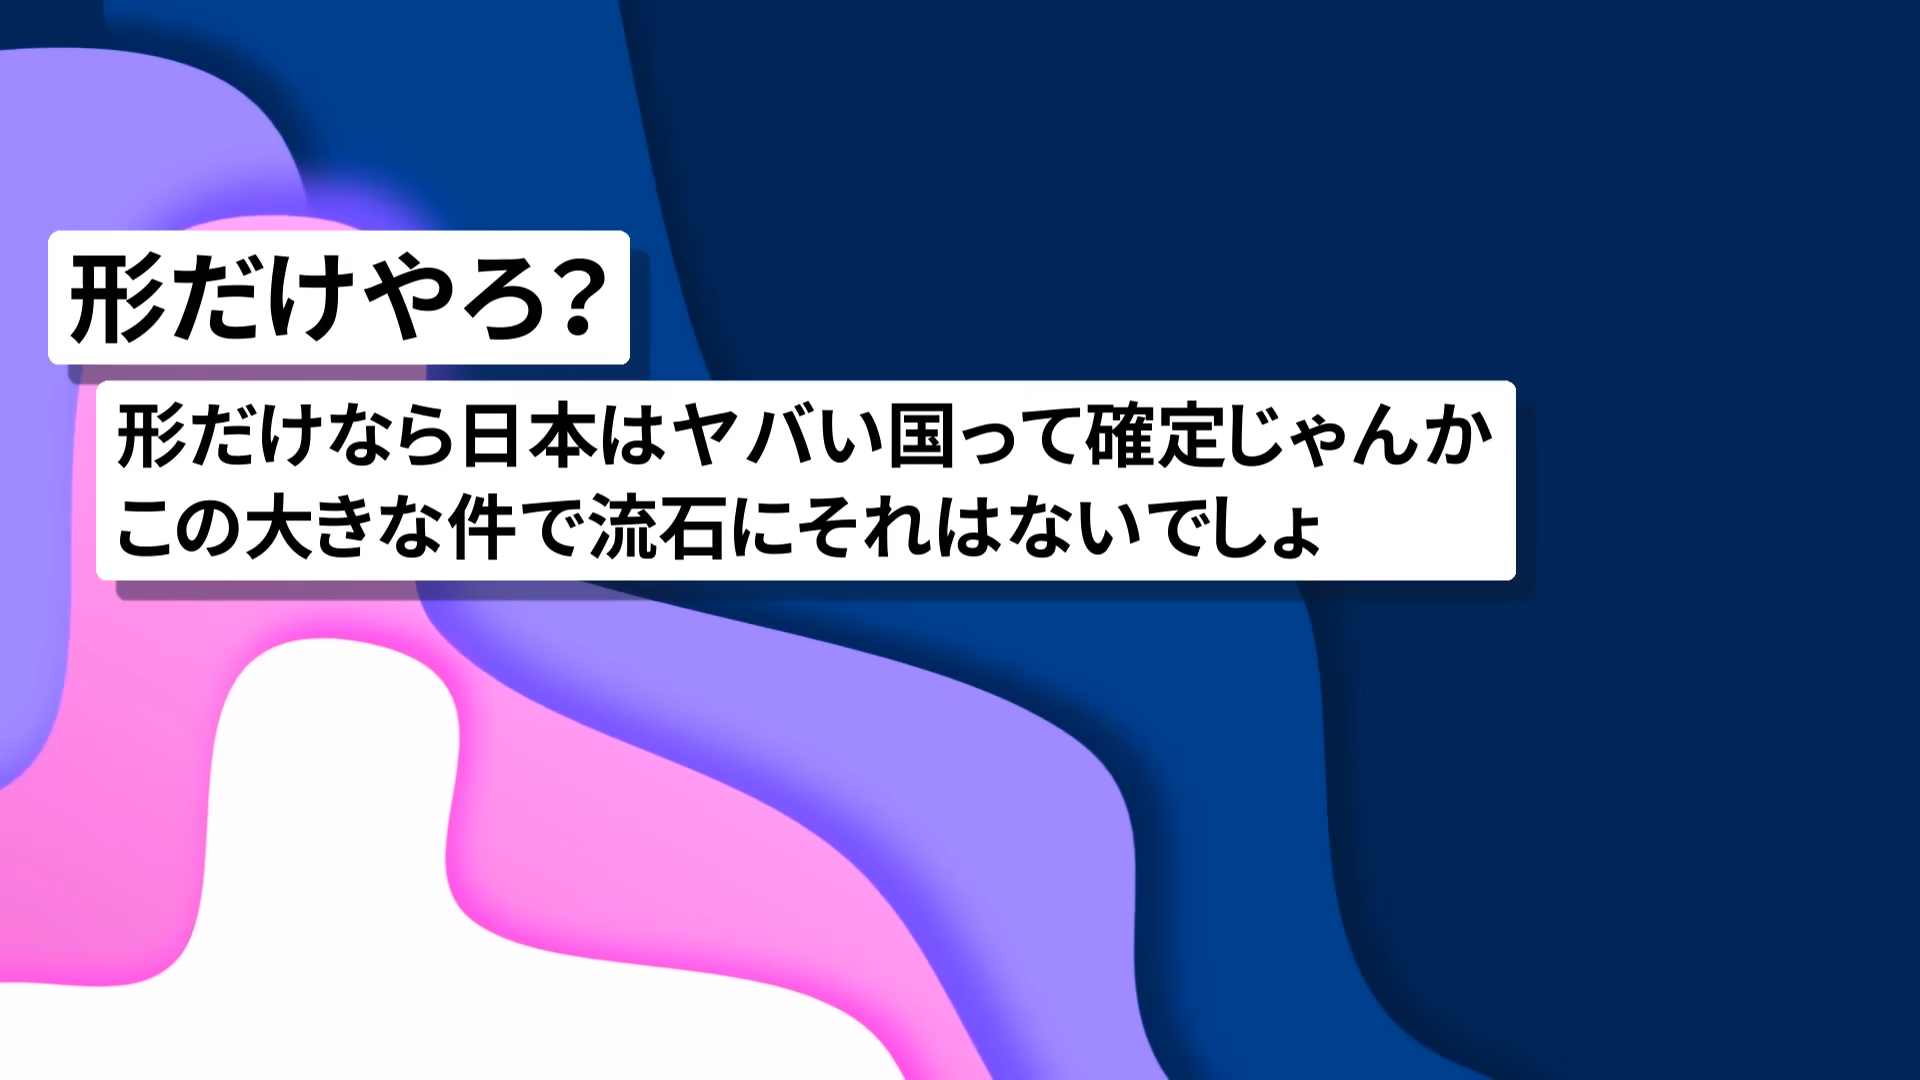 形だけやろ？
形だけなら日本はヤバい国って確定じゃんか
この大きな件で流石にそれはないでしょ